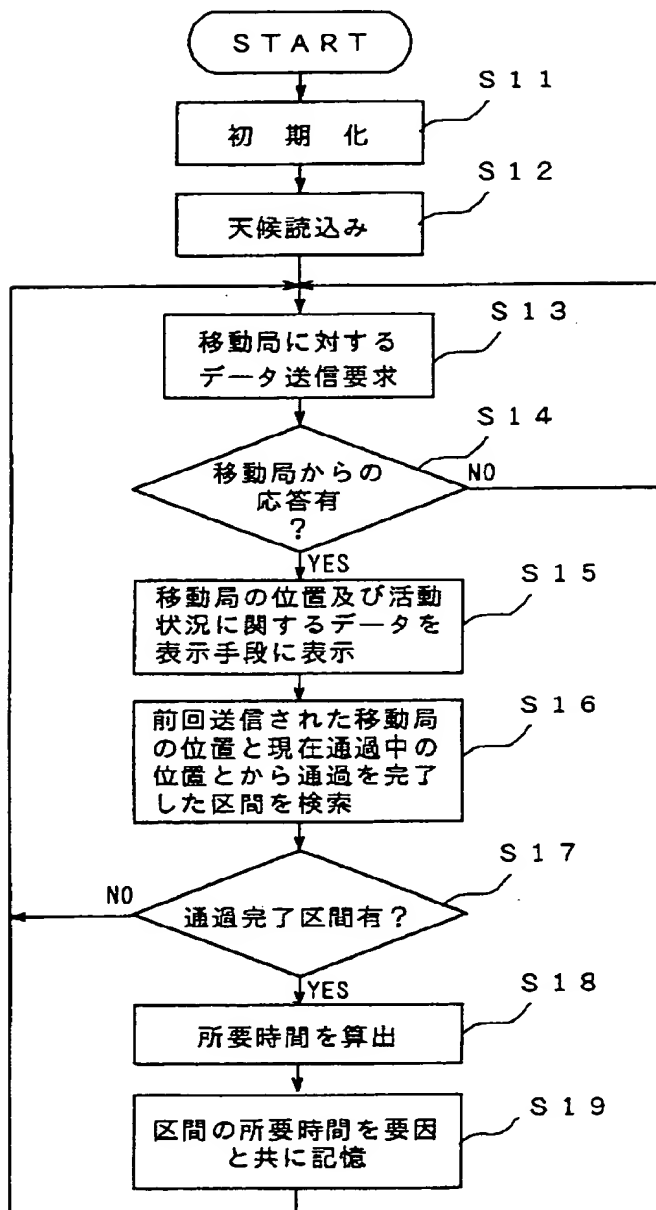 START
S11
初期化
S12
天候読込み
S13
移動局に対する
データ送信要求
S14
移動局からの
応答有
?
NO
YES
S15
移動局の位置及び活動
状況に関するデータを
表示手段に表示
S16
前回送信された移動局
の位置と現在通過中の
位置とから通過を完了
した区間を検索
S17
NO
通過完了区間有?
YES
S18
所要時間を算出
S19
区間の所要時間を要因
と共に記憶